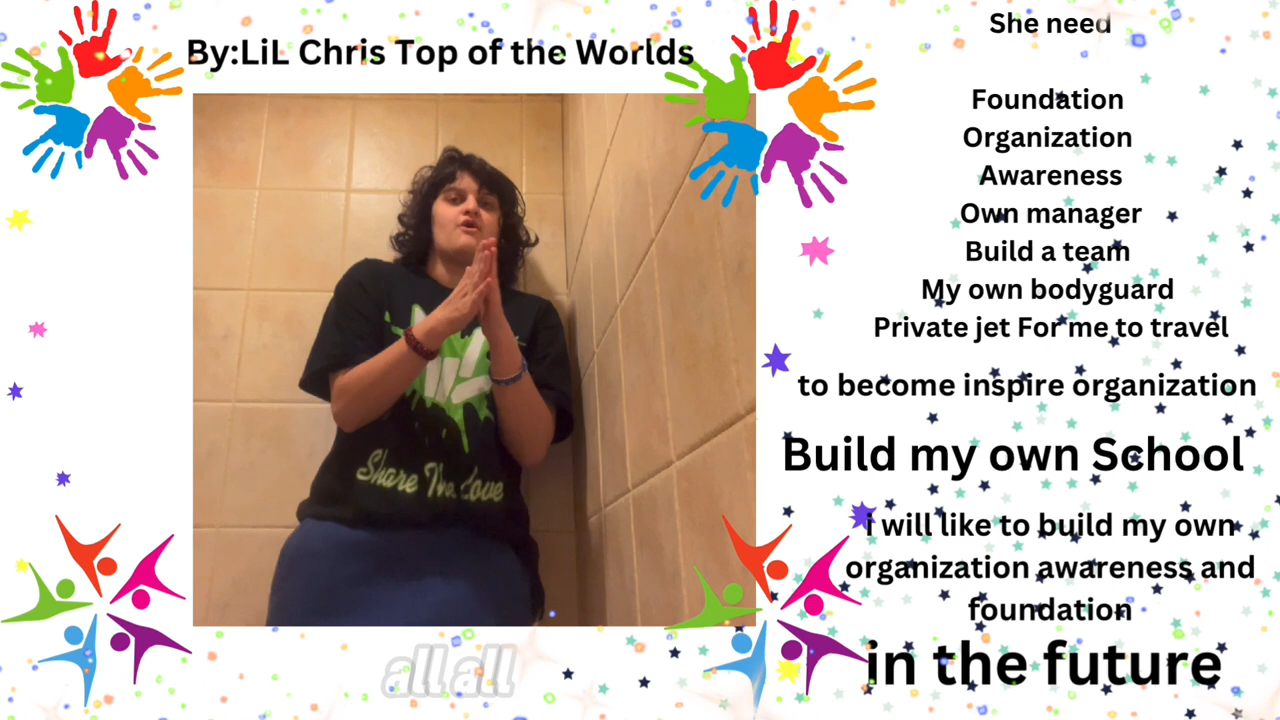 By:LiL Chris Top of the Worlds
Share The Love
all all
She need
Foundation
Organization
Awareness
Own manager
Build a team
My own bodyguard
Private jet For me to travel
to become inspire organization
Build my own School
i will like to build my own
organization awareness and
foundation
in the future